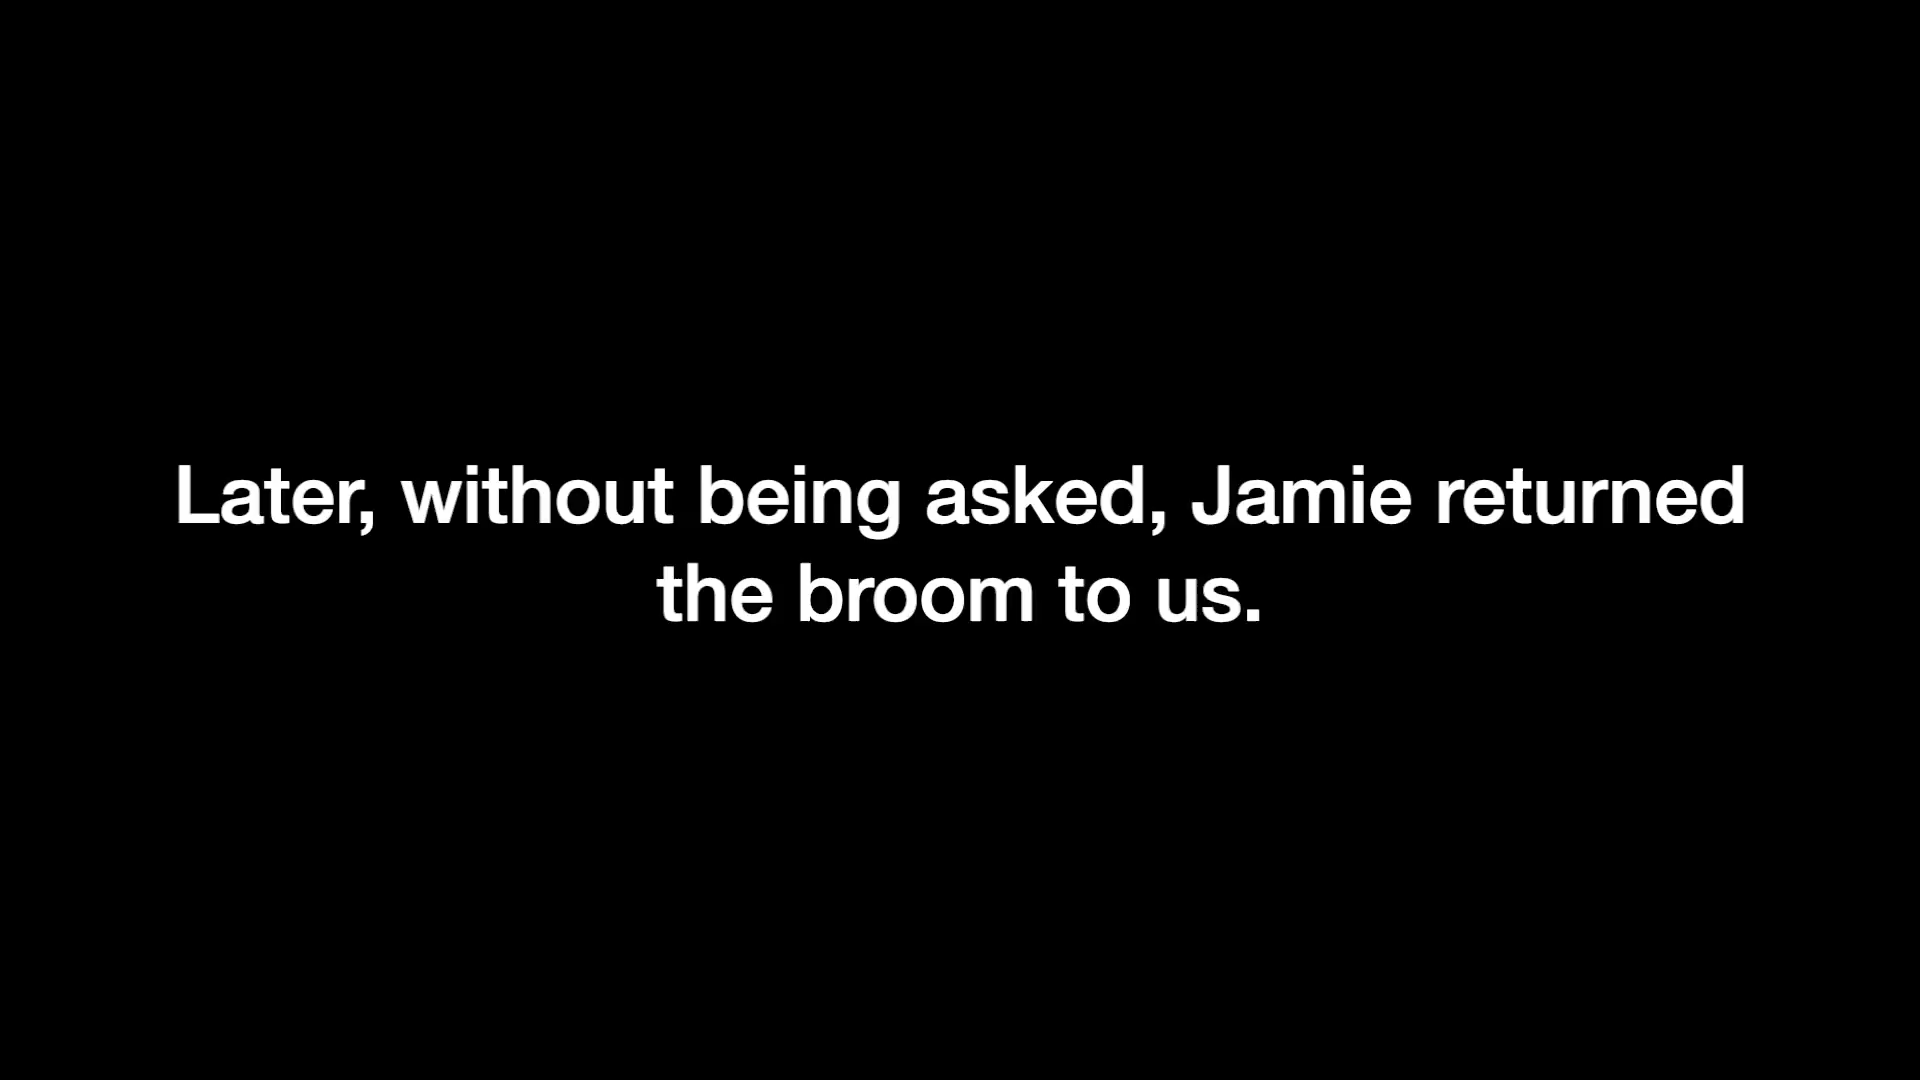 Later, without being asked, Jamie returned
the broom to us.